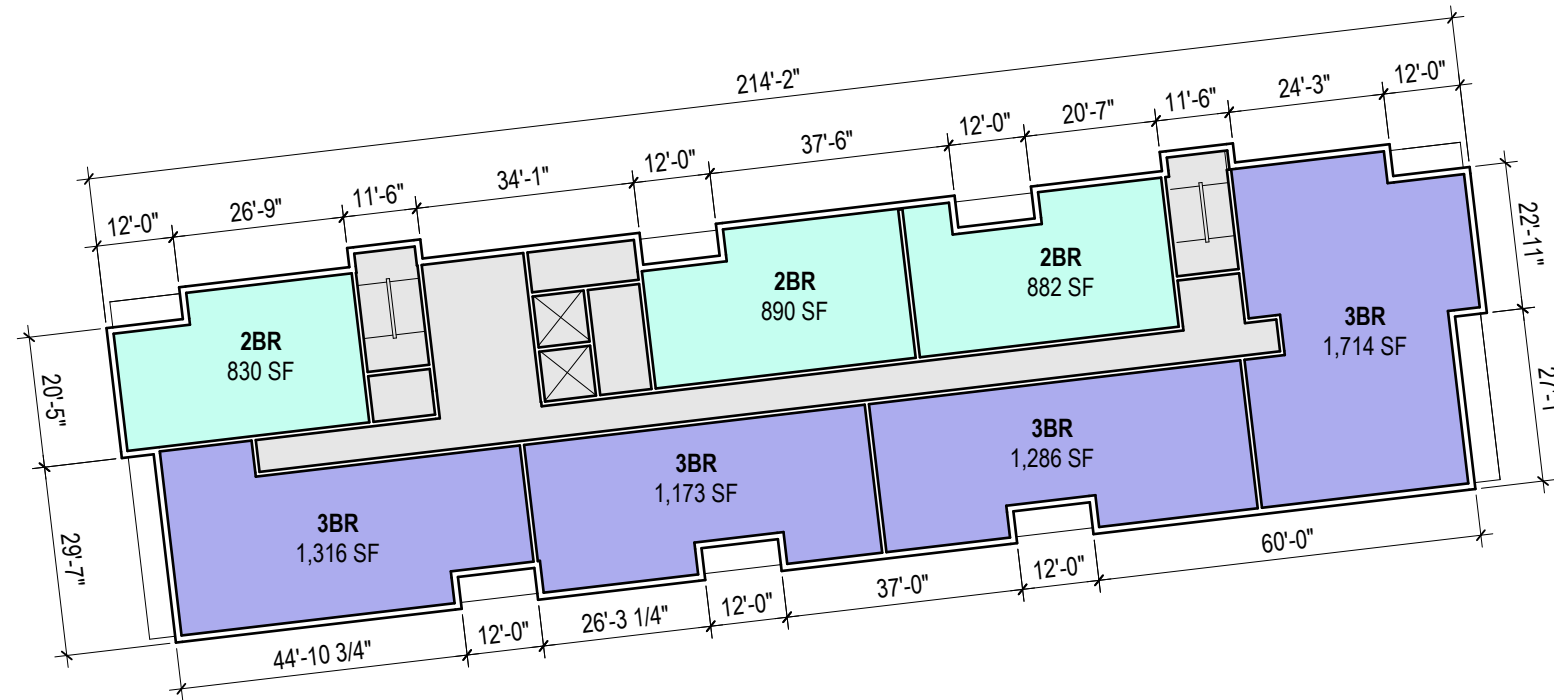 214'-2"
12'-0"
26'-9"
11'-6"
34'-1"
12'-0"
37'-6"
12'-0"
20'-7"
11'-6"
24'-3"
12'-0"
20'-5"
29'-7"
22'-11"
2BR
830 SF
2BR
890 SF
2BR
882 SF
3BR
1,714 SF
3BR
1,316 SF
3BR
1,173 SF
3BR
1,286 SF
44'-10 3/4"
12'-0"
26'-3 1/4"
12'-0"
37'-0"
12'-0"
60'-0"